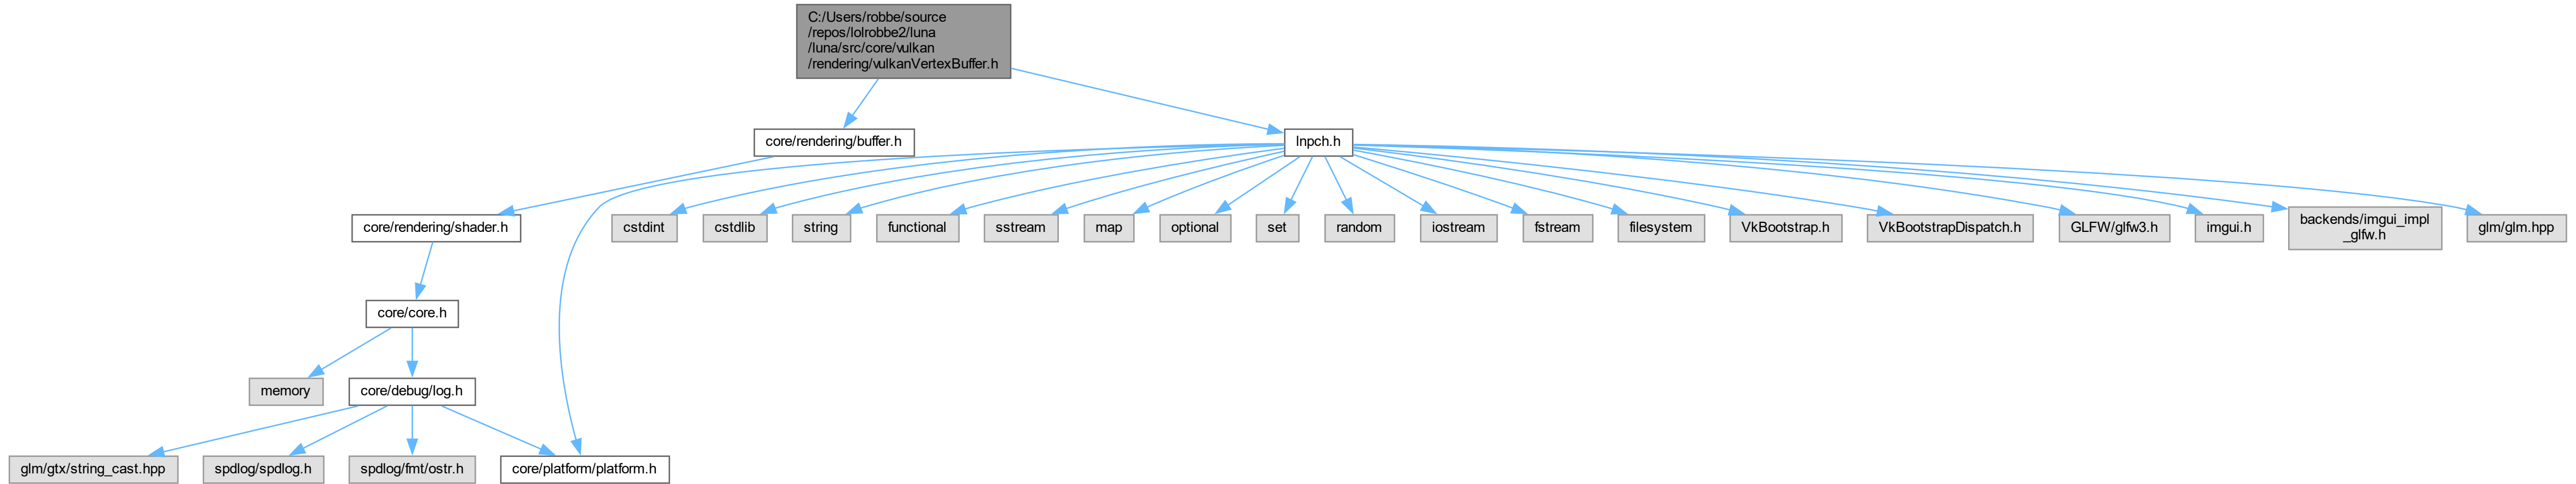 C:/Users/robbe/source
/repos/lolrobbe2/luna
/luna/src/core/vulkan
/rendering/vulkanVertexBuffer.h
core/rendering/buffer.h
lnpch.h
core/rendering/shader.h
cstdint
cstdlib
string
functional
sstream
map
optional
set
random
iostream
fstream
filesystem
VkBootstrap.h
VkBootstrapDispatch.h
GLFW/glfw3.h
imgui.h
backends/imgui_impl
_glfw.h
glm/glm.hpp
core/core.h
memory
core/debug/log.h
glm/gtx/string_cast.hpp
spdlog/spdlog.h
spdlog/fmt/ostr.h
core/platform/platform.h